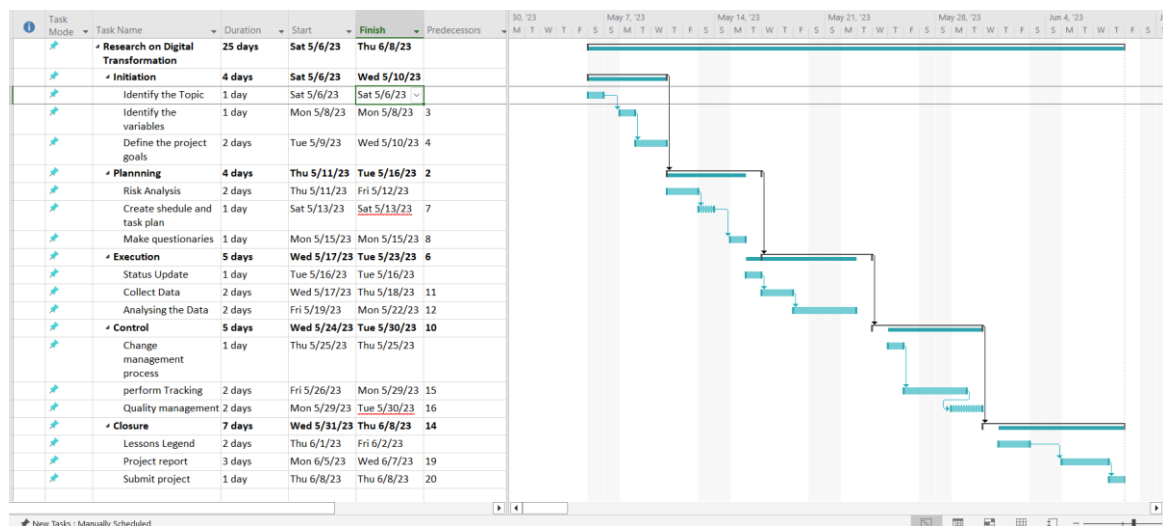 30, '23 May 7, '23 May 14, '23 May 21, '23 May 28, '23 Jun 4, '23
Task Mode Task Name Duration Start Finish Predecessors M T W T F S S M T W T F S S M T W T F S S M T W T F S S M T W T F S S M T W T F S
Research on Digital 25 days Sat 5/6/23 Thu 6/8/23
Transformation
Initiation 4 days Sat 5/6/23 Wed 5/10/23
Identify the Topic 1 day Sat 5/6/23 Sat 5/6/23
Identify the 1 day Mon 5/8/23 Mon 5/8/23 3
variables
Define the project 2 days Tue 5/9/23 Wed 5/10/23 4
goals
Plannning 4 days Thu 5/11/23 Tue 5/16/23 2
Risk Analysis 2 days Thu 5/11/23 Fri 5/12/23
Create shedule and 1 day Sat 5/13/23 Sat 5/13/23 7
task plan
Make questionaries 1 day Mon 5/15/23 Mon 5/15/23 8
Execution 5 days Wed 5/17/23 Tue 5/23/23 6
Status Update 1 day Tue 5/16/23 Tue 5/16/23
Collect Data 2 days Wed 5/17/23 Thu 5/18/23 11
Analysing the Data 2 days Fri 5/19/23 Mon 5/22/23 12
Control 5 days Wed 5/24/23 Tue 5/30/23 10
Change 1 day Thu 5/25/23 Thu 5/25/23
management
process
perform Tracking 2 days Fri 5/26/23 Mon 5/29/23 15
Quality management 2 days Mon 5/29/23 Tue 5/30/23 16
Closure 7 days Wed 5/31/23 Thu 6/8/23 14
Lessons Legend 2 days Thu 6/1/23 Fri 6/2/23
Project report 3 days Mon 6/5/23 Wed 6/7/23 19
Submit project 1 day Thu 6/8/23 Thu 6/8/23 20
New Tasks : Manually Scheduled